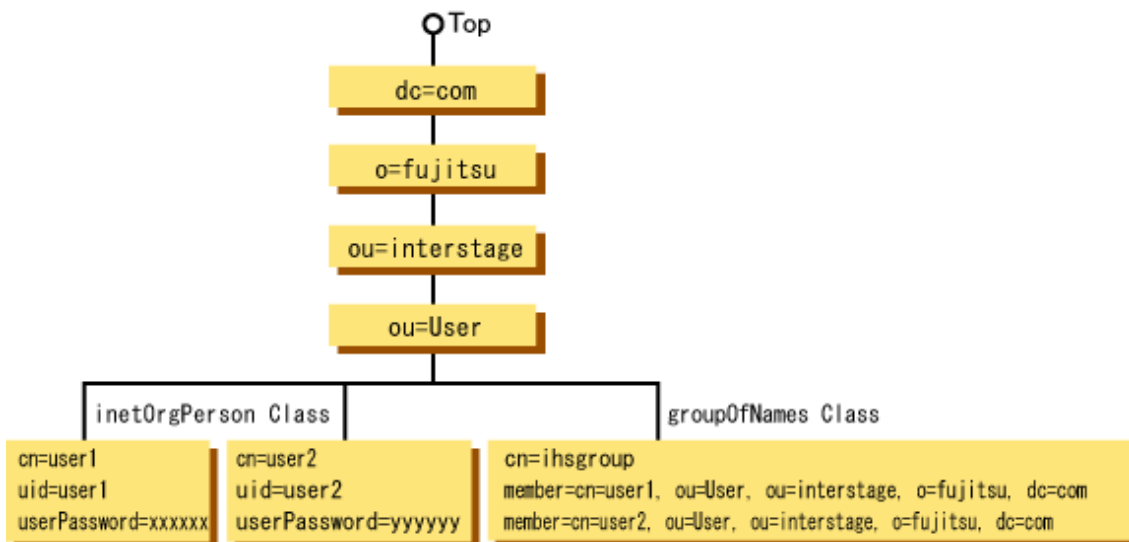 Top
dc=com
o=fujitsu
ou=interstage
ou=User
inetOrgPerson Class
groupOfNames Class
cn=user1
uid=user1
userPassword=xxxxxx
cn=user2
uid=user2
userPassword=yyyyyy
cn=ihsgroup
member=cn=user1, ou=User, ou=interstage, o=fujitsu, dc=com
member=cn=user2, ou=User, ou=interstage, o=fujitsu, dc=com